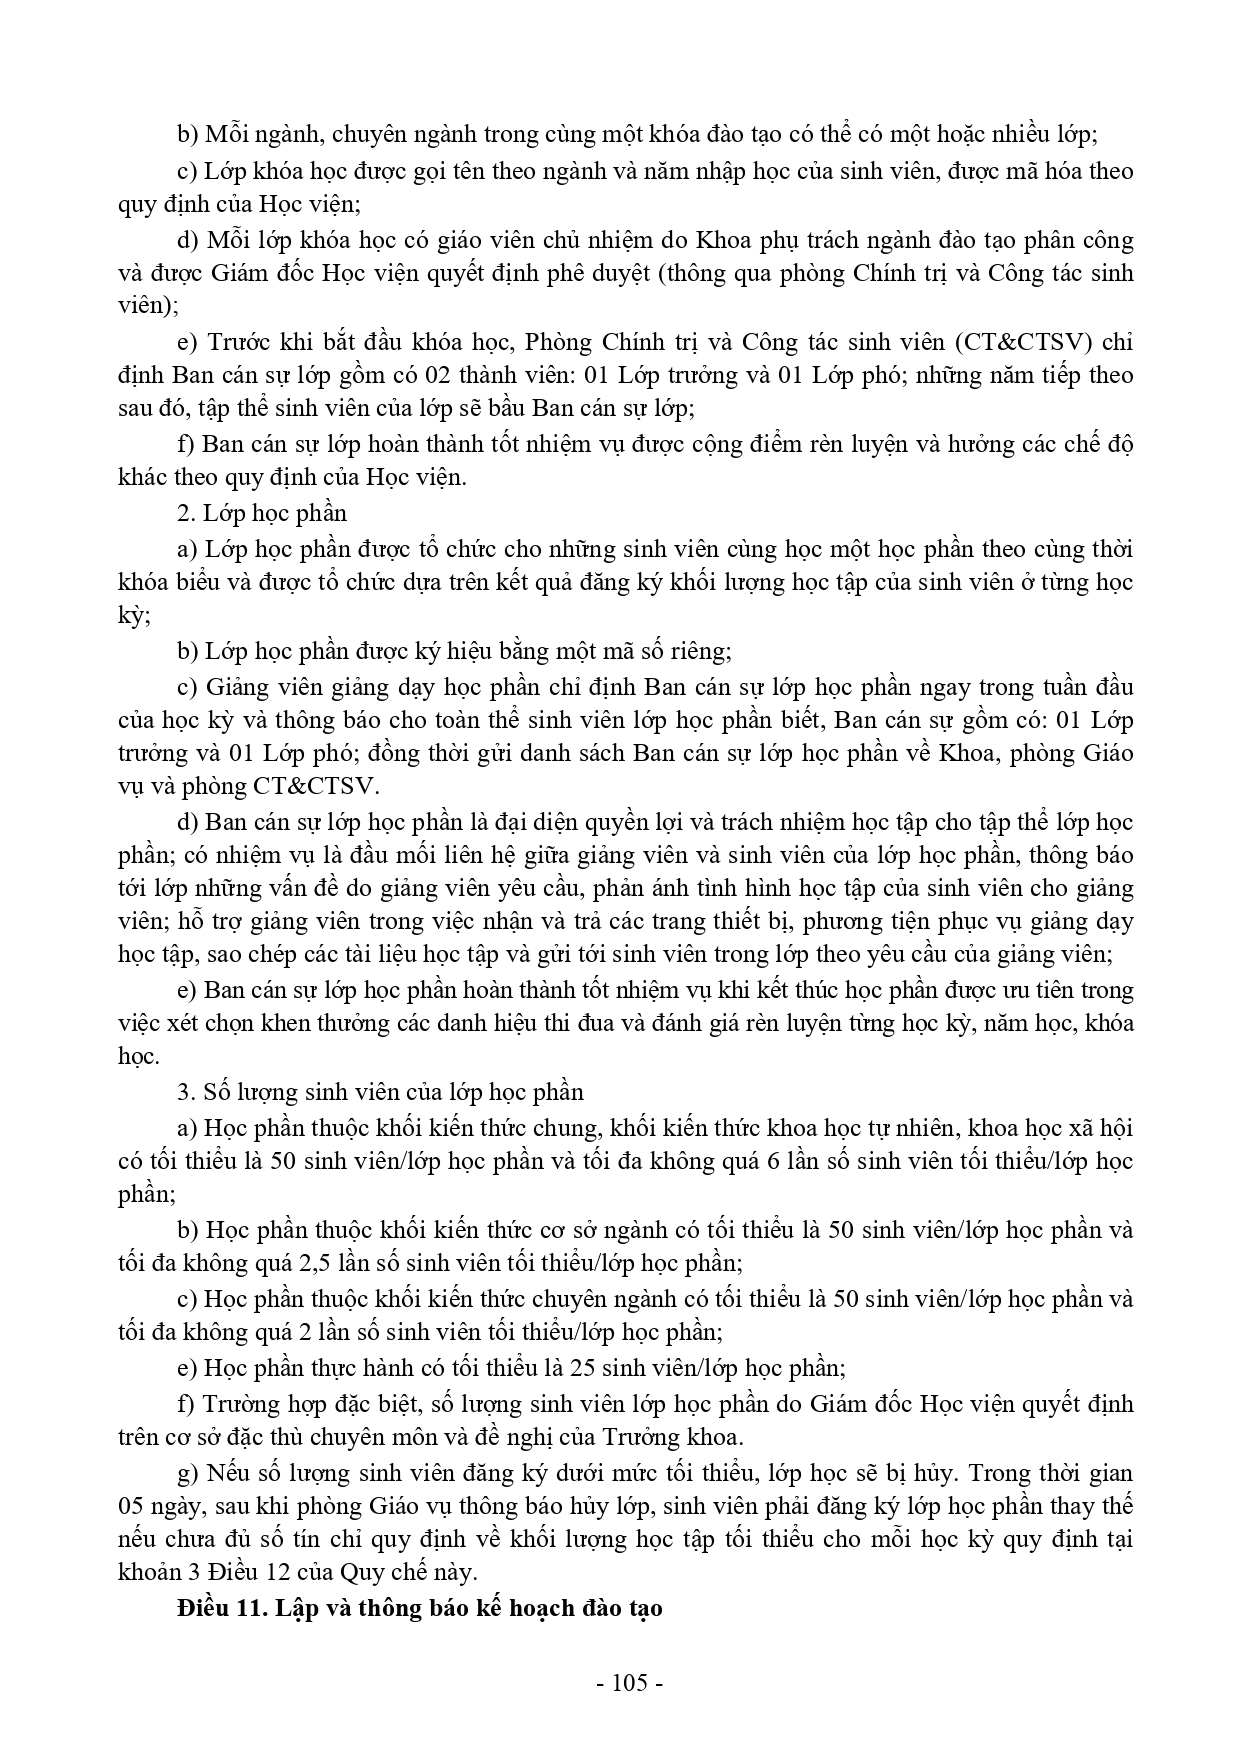 b) Mỗi ngành, chuyên ngành trong cùng một khóa đào tạo có thể có một hoặc nhiều lớp;
c) Lớp khóa học được gọi tên theo ngành và năm nhập học của sinh viên, được mã hóa theo
quy định của Học viện;
d) Mỗi lớp khóa học có giáo viên chủ nhiệm do Khoa phụ trách ngành đào tạo phân công
và được Giám đốc Học viện quyết định phê duyệt (thông qua phòng Chính trị và Công tác sinh
viên);
e) Trước khi bắt đầu khóa học, Phòng Chính trị và Công tác sinh viên (CT&CTSV) chỉ
định Ban cán sự lớp gồm có 02 thành viên: 01 Lớp trưởng và 01 Lớp phó; những năm tiếp theo
sau đó, tập thể sinh viên của lớp sẽ bầu Ban cán sự lớp;
f) Ban cán sự lớp hoàn thành tốt nhiệm vụ được cộng điểm rèn luyện và hưởng các chế độ
khác theo quy định của Học viện.
2. Lớp học phần
a) Lớp học phần được tổ chức cho những sinh viên cùng học một học phần theo cùng thời
khóa biểu và được tổ chức dựa trên kết quả đăng ký khối lượng học tập của sinh viên ở từng học
kỳ;
b) Lớp học phần được ký hiệu bằng một mã số riêng;
c) Giảng viên giảng dạy học phần chỉ định Ban cán sự lớp học phần ngay trong tuần đầu
của học kỳ và thông báo cho toàn thể sinh viên lớp học phần biết, Ban cán sự gồm có: 01 Lớp
trưởng và 01 Lớp phó; đồng thời gửi danh sách Ban cán sự lớp học phần về Khoa, phòng Giáo
vụ và phòng CT&CTSV.
d) Ban cán sự lớp học phần là đại diện quyền lợi và trách nhiệm học tập cho tập thể lớp học
phần; có nhiệm vụ là đầu mối liên hệ giữa giảng viên và sinh viên của lớp học phần, thông báo
tới lớp những vấn đề do giảng viên yêu cầu, phản ánh tình hình học tập của sinh viên cho giảng
viên; hỗ trợ giảng viên trong việc nhận và trả các trang thiết bị, phương tiện phục vụ giảng dạy
học tập, sao chép các tài liệu học tập và gửi tới sinh viên trong lớp theo yêu cầu của giảng viên;
e) Ban cán sự lớp học phần hoàn thành tốt nhiệm vụ khi kết thúc học phần được ưu tiên trong
việc xét chọn khen thưởng các danh hiệu thi đua và đánh giá rèn luyện từng học kỳ, năm học, khóa
học.
3. Số lượng sinh viên của lớp học phần
a) Học phần thuộc khối kiến thức chung, khối kiến thức khoa học tự nhiên, khoa học xã hội
có tối thiểu là 50 sinh viên/lớp học phần và tối đa không quá 6 lần số sinh viên tối thiểu/lớp học
phần;
b) Học phần thuộc khối kiến thức cơ sở ngành có tối thiểu là 50 sinh viên/lớp học phần và
tối đa không quá 2,5 lần số sinh viên tối thiểu/lớp học phần;
c) Học phần thuộc khối kiến thức chuyên ngành có tối thiểu là 50 sinh viên/lớp học phần và
tối đa không quá 2 lần số sinh viên tối thiểu/lớp học phần;
e) Học phần thực hành có tối thiểu là 25 sinh viên/lớp học phần;
f) Trường hợp đặc biệt, số lượng sinh viên lớp học phần do Giám đốc Học viện quyết định
trên cơ sở đặc thù chuyên môn và đề nghị của Trưởng khoa.
g) Nếu số lượng sinh viên đăng ký dưới mức tối thiểu, lớp học sẽ bị hủy. Trong thời gian
05 ngày, sau khi phòng Giáo vụ thông báo hủy lớp, sinh viên phải đăng ký lớp học phần thay thế
nếu chưa đủ số tín chỉ quy định về khối lượng học tập tối thiểu cho mỗi học kỳ quy định tại
khoản 3 Điều 12 của Quy chế này.
Điều 11. Lập và thông báo kế hoạch đào tạo
- 105 -